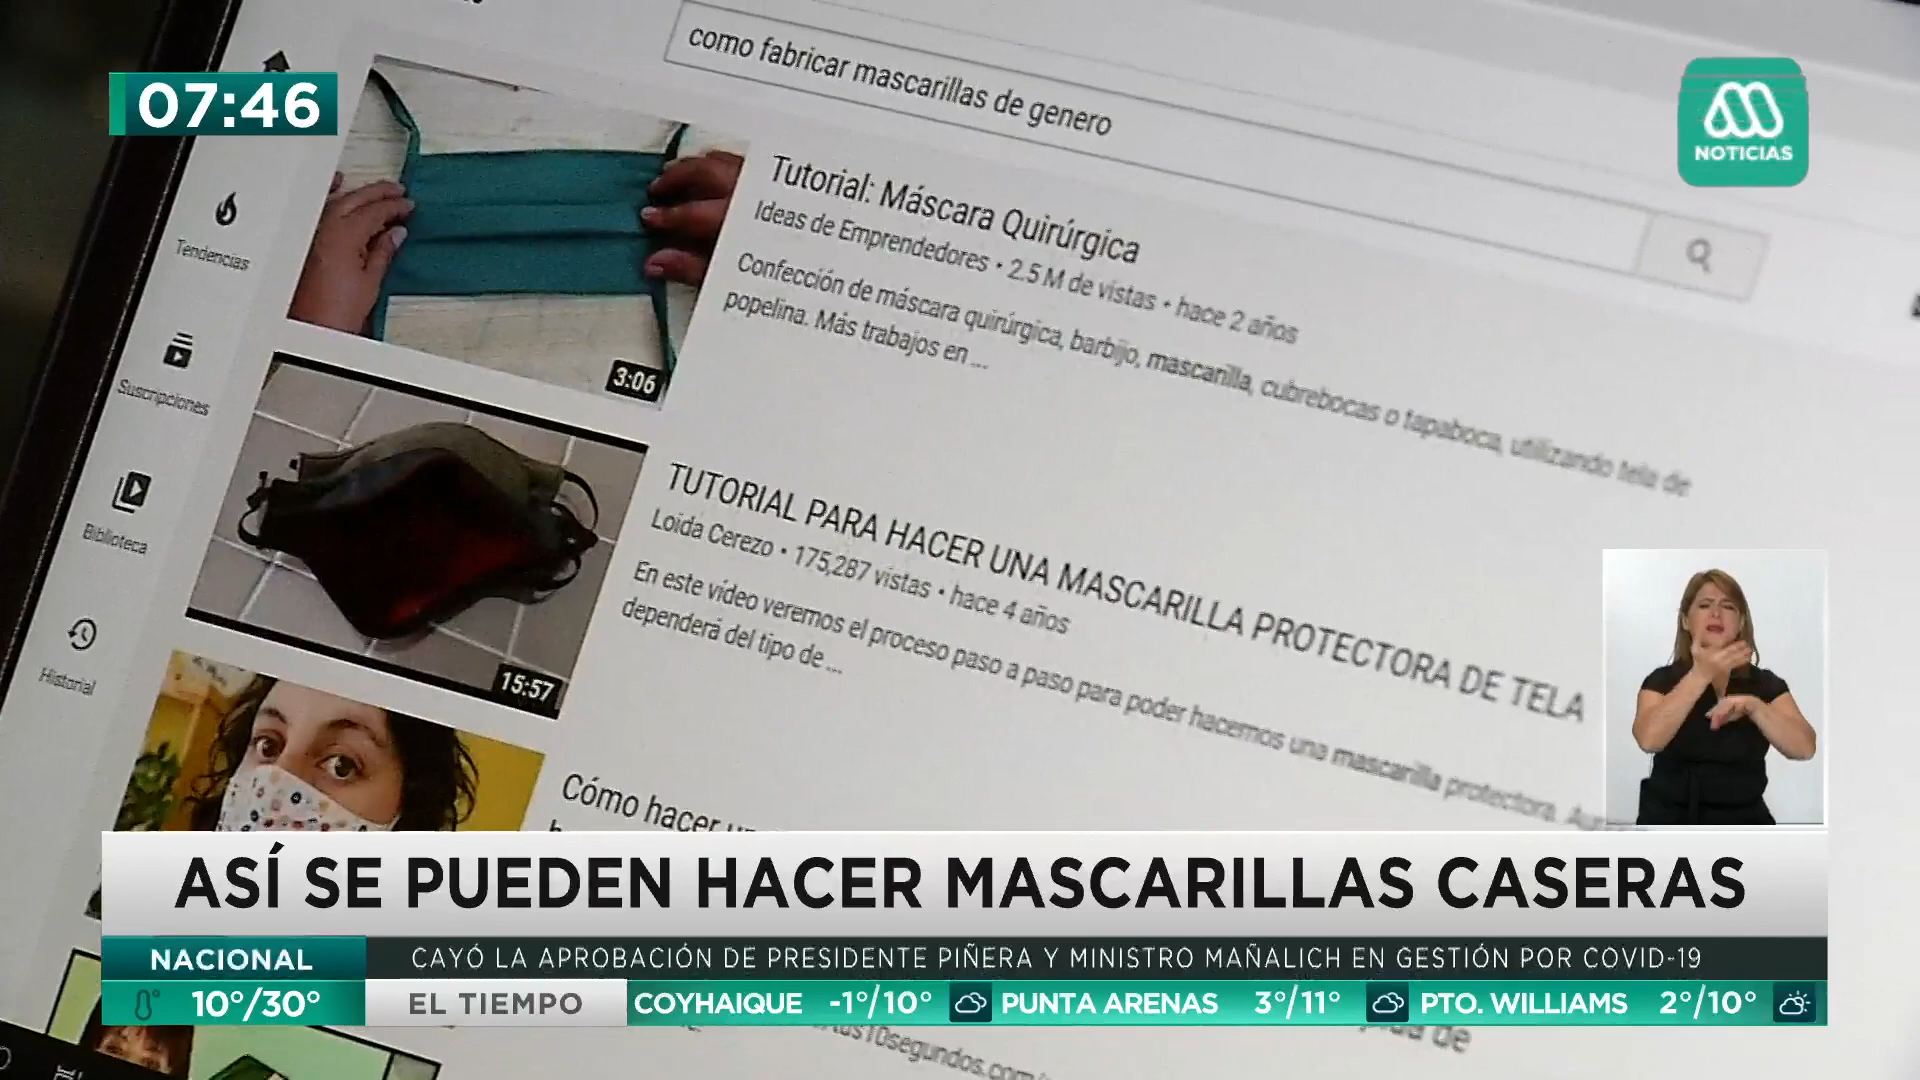 07:46
NOTICIAS
como fabricar mascarillas de genero
Tutorial: Máscara Quirúrgica
Ideas de Emprendedores • 2.5 M de vistas • hace 2 años
Confección de máscara quirúrgica, barbijo, mascarilla, cubrebocas o tapaboca, utilizando tela de
popelina. Más trabajos en ...
3:06
Tendencias
Suscripciones
Biblioteca
Historial
TUTORIAL PARA HACER UNA MASCARILLA PROTECTORA DE TELA
Loida Cerezo • 175,287 vistas • hace 4 años
En este vídeo veremos el proceso paso a paso para poder hacernos una mascarilla protectora.
dependerá del tipo de ...
15:57
Cómo hacer
ASÍ SE PUEDEN HACER MASCARILLAS CASERAS
NACIONAL
CAYÓ LA APROBACIÓN DE PRESIDENTE PIÑERA Y MINISTRO MAÑALICH EN GESTIÓN POR COVID-19
10°/30°
EL TIEMPO
COYHAIQUE -1°/10°
PUNTA ARENAS 3°/11°
PTO. WILLIAMS 2°/10°
de